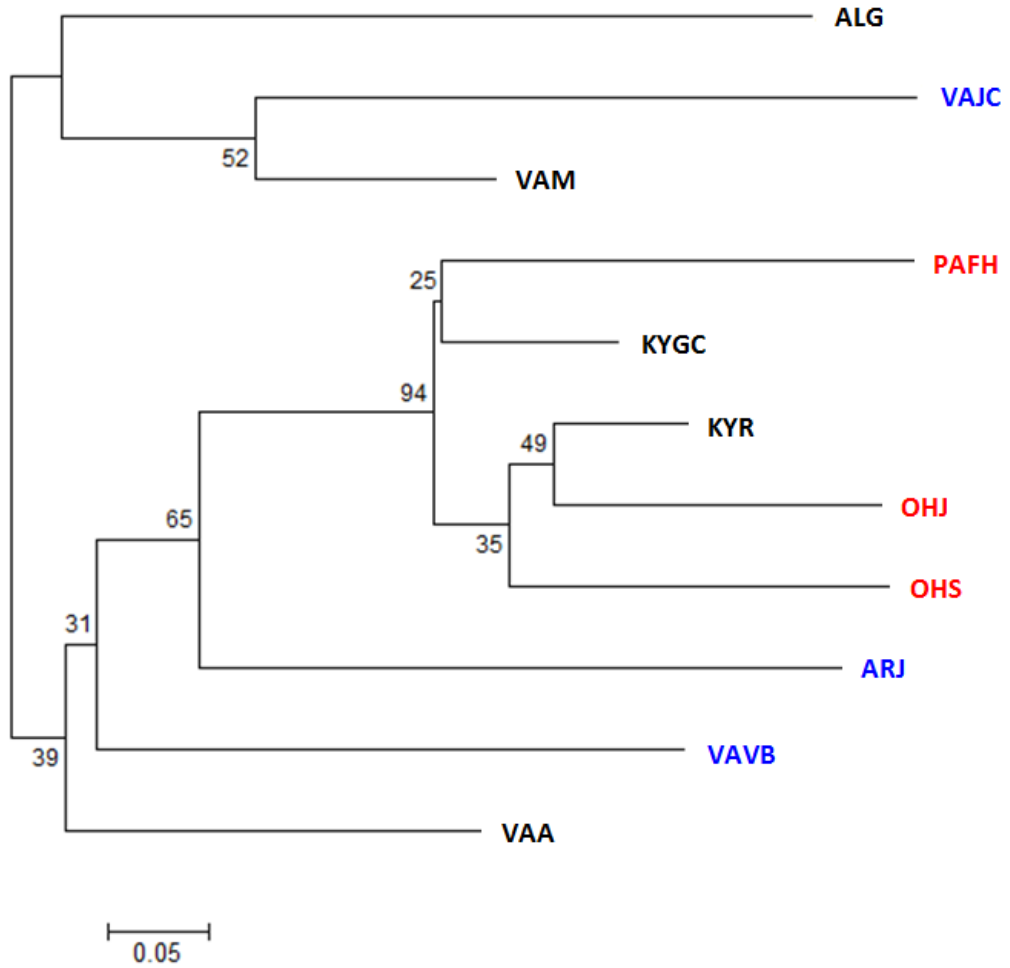 ALG
VAJC
52
VAM
PAFH
25
KYGC
94
KYR
49
OHJ
65
35
OHS
31
ARJ
VAVB
39
VAA
0.05